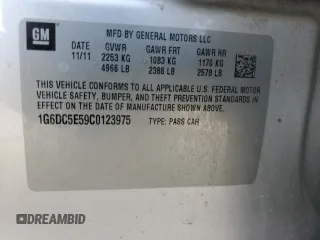 GM
MFD BY GENERAL MOTORS LLC
11/11
GVWR GAWR FRT GAWR RR
2253 KG 1083 KG 1170 KG
4966 LB 2388 LB 2578 LB
THIS VEHICLE CONFORMS TO ALL APPLICABLE U.S. FEDERAL MOTOR
VEHICLE SAFETY, BUMPER, AND THEFT PREVENTION STANDARDS IN EFFECT
ON THE DATE OF MANUFACTURE SHOWN ABOVE.
1G6DC5E59C0123975 TYPE: PASS CAR
DREAMBID